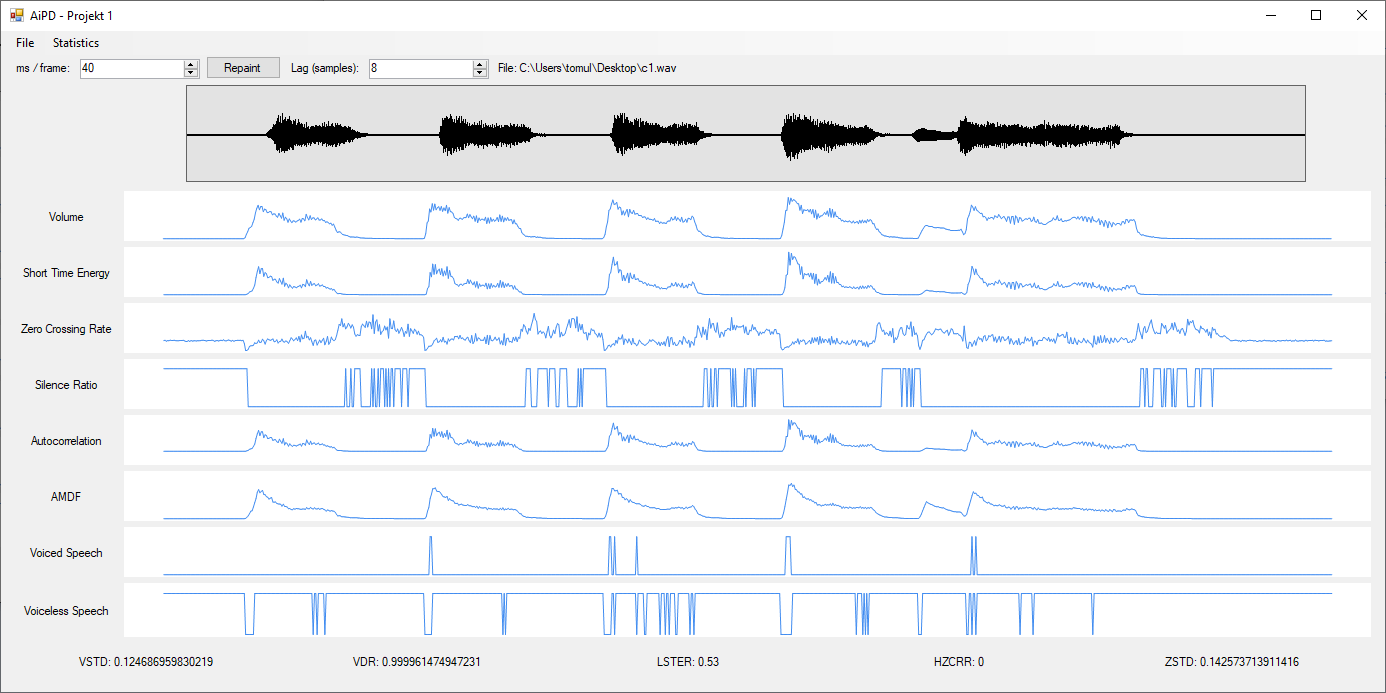 AiPD - Projekt 1
File Statistics
ms / frame: 40 Repaint Lag (samples): 8 File: C:\Users\tomul\Desktop\c1.wav
Volume
Short Time Energy
Zero Crossing Rate
Silence Ratio
Autocorrelation
AMDF
Voiced Speech
Voiceless Speech
VSTD: 0.124686959830219 VDR: 0.999961474947231 LSTER: 0.53 HZCRR: 0 ZSTD: 0.142573713911416